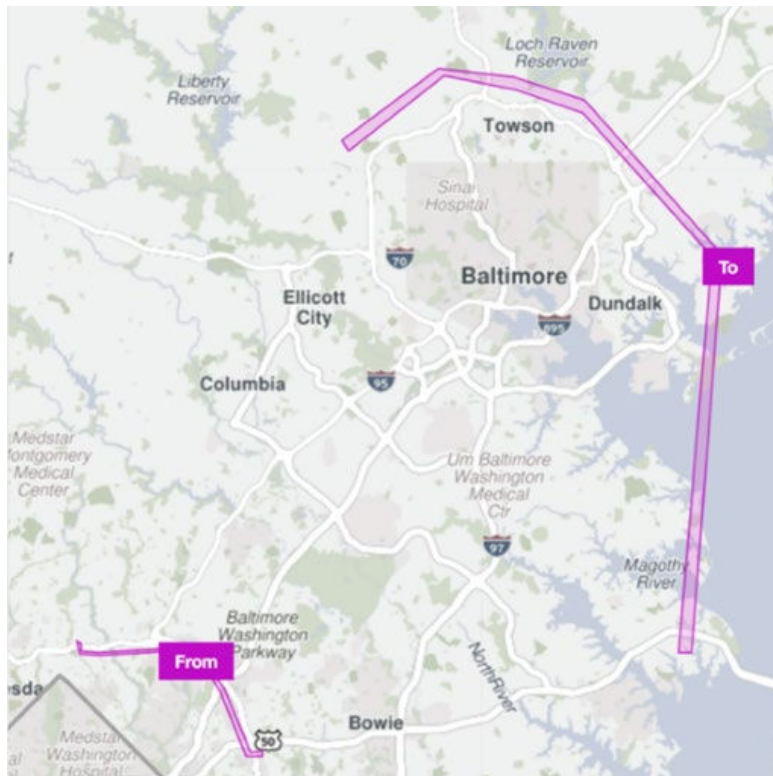 Loch Raven
Reservoir
Liberty
Reservoir
Towson
Sinai
Hospital
70
Baltimore
To
Ellicott
City
Dundalk
895
Columbia
95
Medstar
Montgomery
Medical
Center
Um Baltimore
Washington
Medical
Ctr
97
Magothy
River
Baltimore
Washington
Parkway
From
NorthRiver
esda
Bowie
50
Medstar
Washington
Hospital